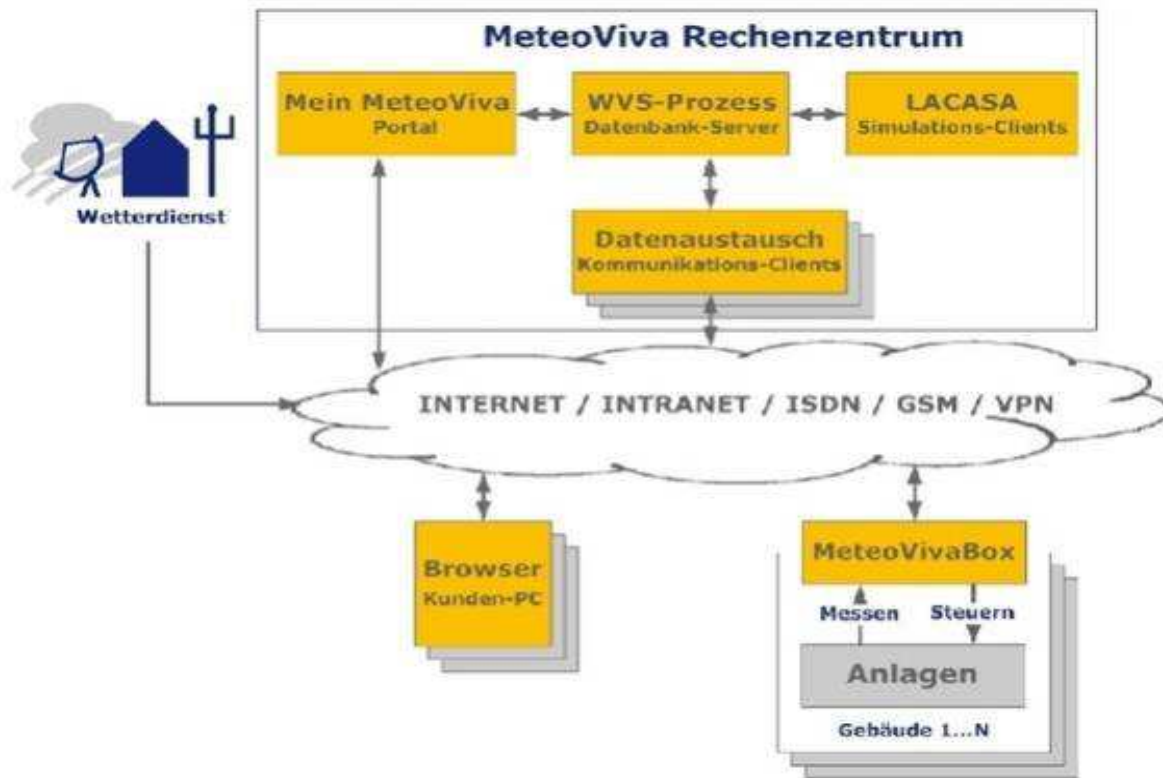 MeteoViva Rechenzentrum
Mein MeteoViva
Portal
WVS-Prozess
Datenbank-Server
LACASA
Simulations-Clients
Wetterdienst
Datenaustausch
Kommunikations-Clients
INTERNET / INTRANET / ISDN / GSM / VPN
Browser
Kunden-PC
MeteoVivaBox
Messen
Steuern
Anlagen
Gebäude 1...N